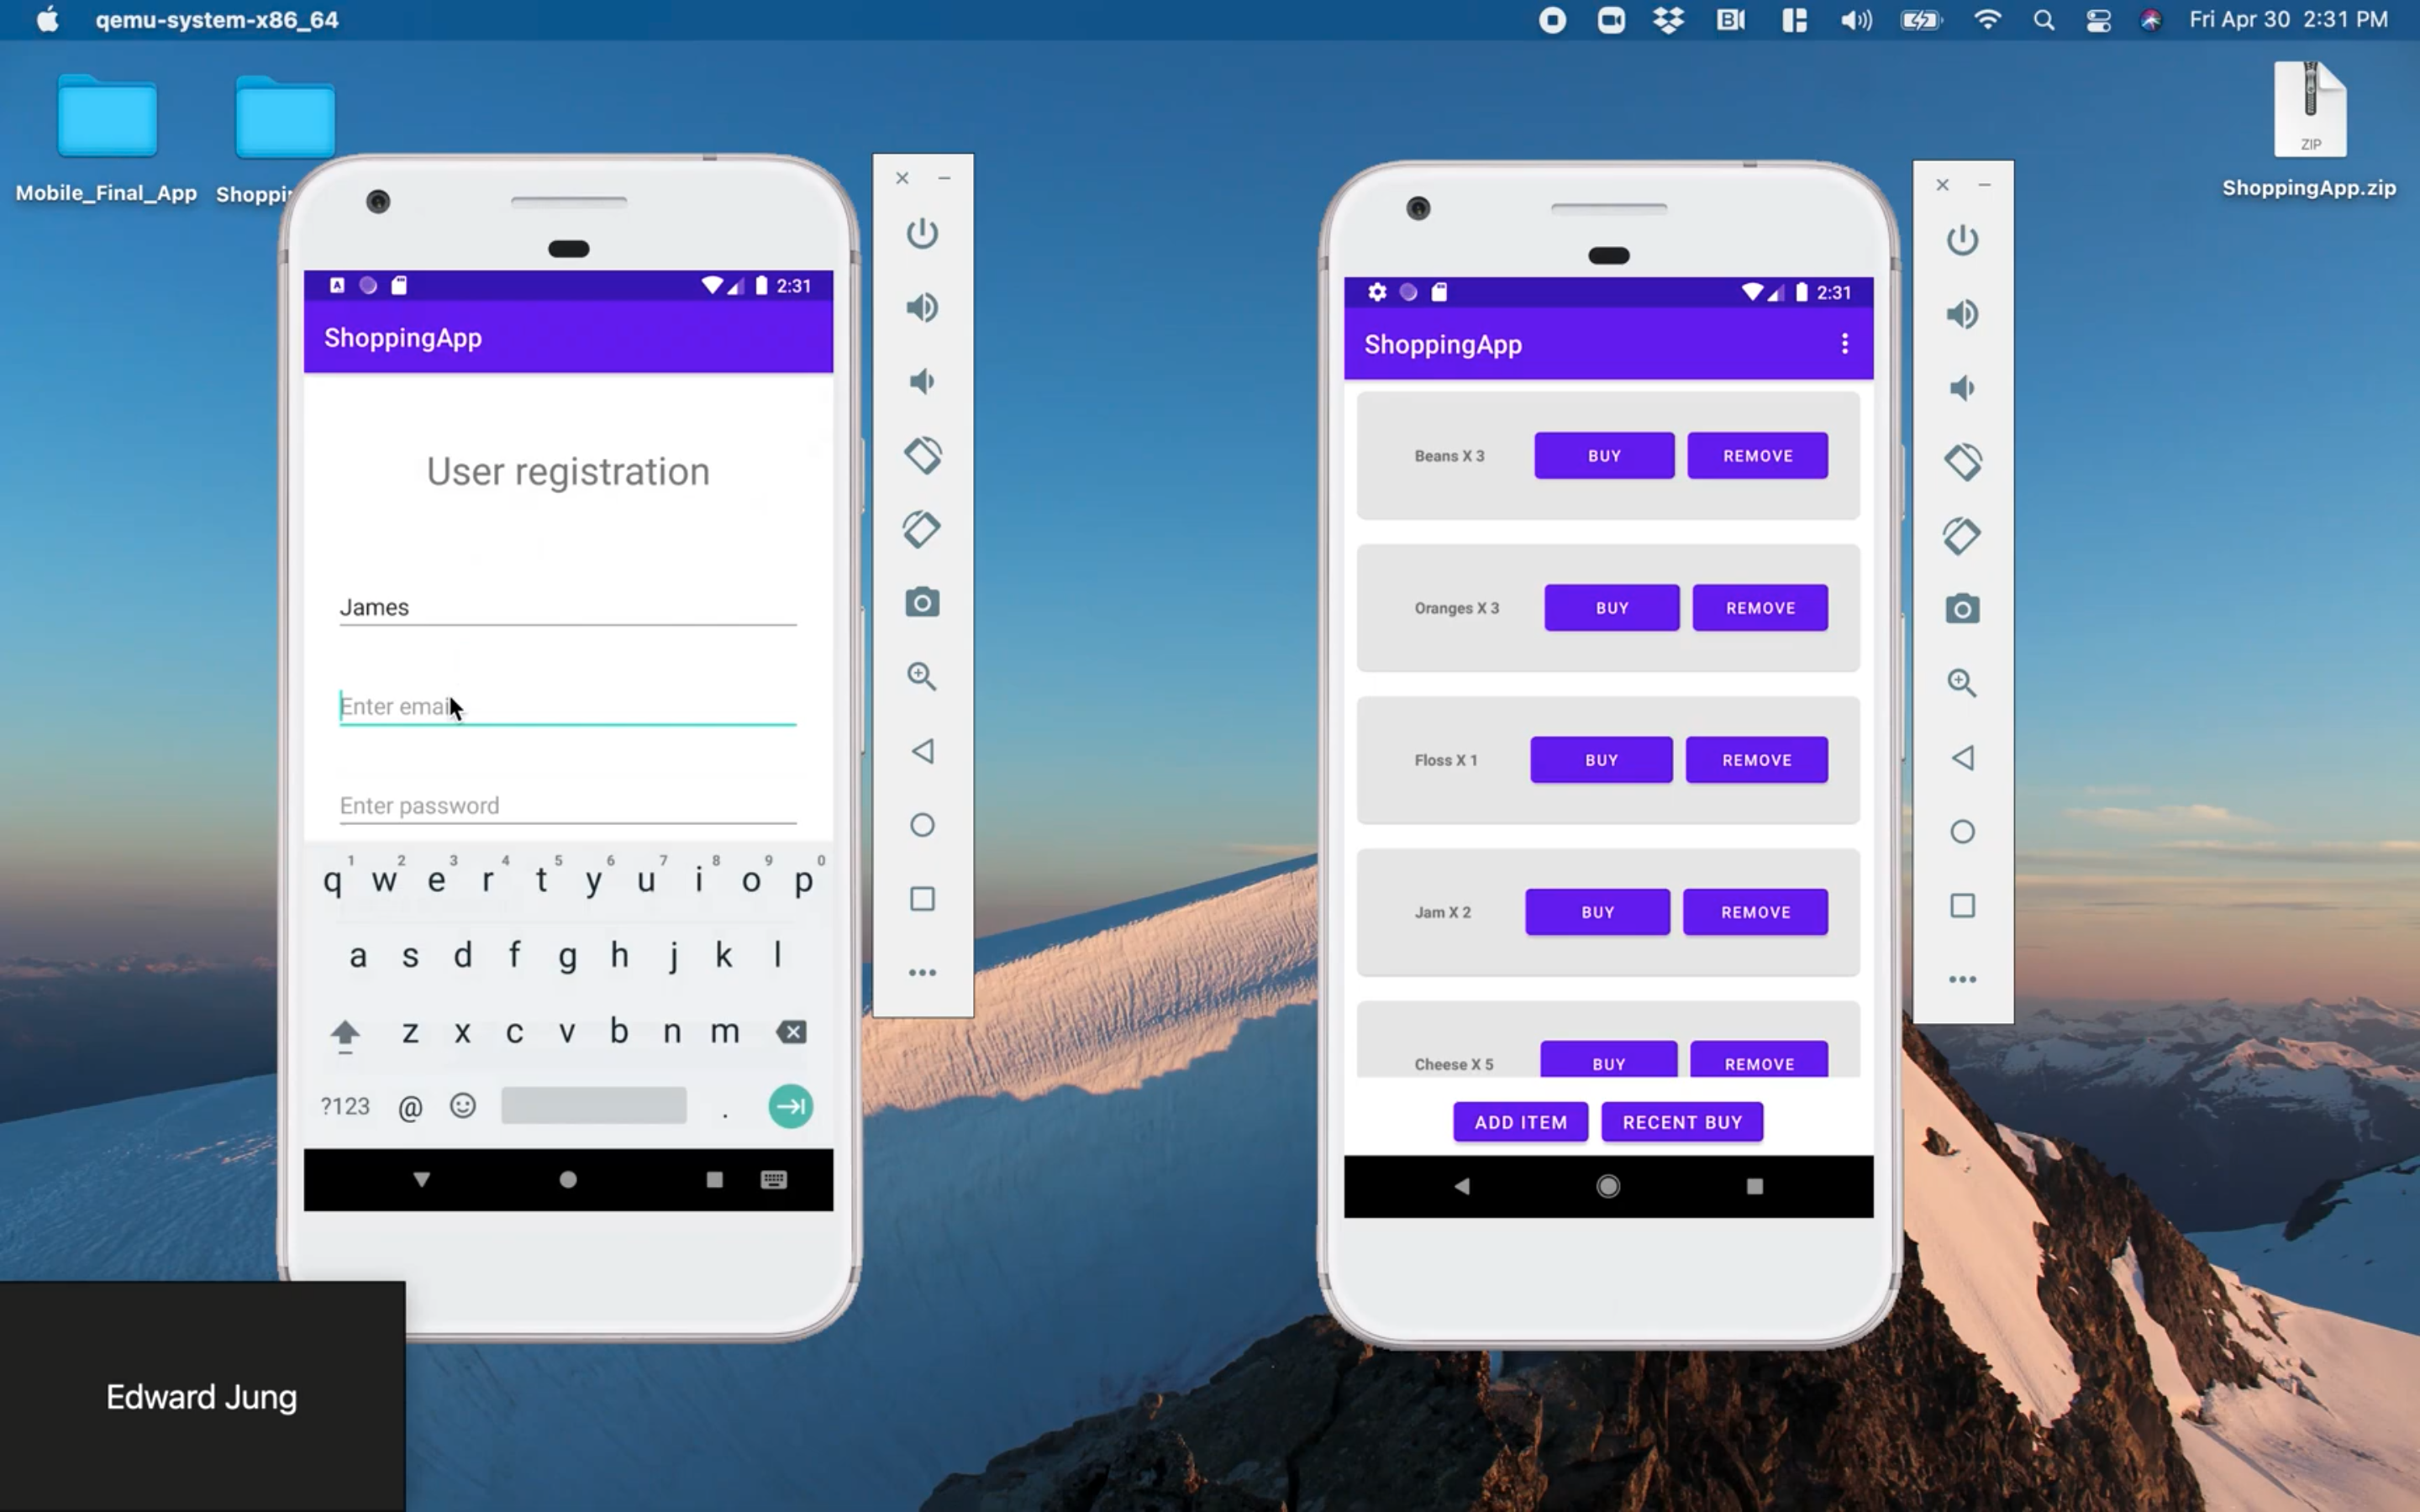 qemu-system-x86_64
Fri Apr 30 2:31 PM
Mobile_Final_App
Shoppin
ZIP
ShoppingApp.zip
2:31
ShoppingApp
User registration
James
Enter email
Enter password
1 2 3 4 5 6 7 8 9 0
q w e r t y u i o p
a s d f g h j k l
z x c v b n m
?123 @ .
2:31
ShoppingApp
Beans X 3 BUY REMOVE
Oranges X 3 BUY REMOVE
Floss X 1 BUY REMOVE
Jam X 2 BUY REMOVE
Cheese X 5 BUY REMOVE
ADD ITEM RECENT BUY
Edward Jung